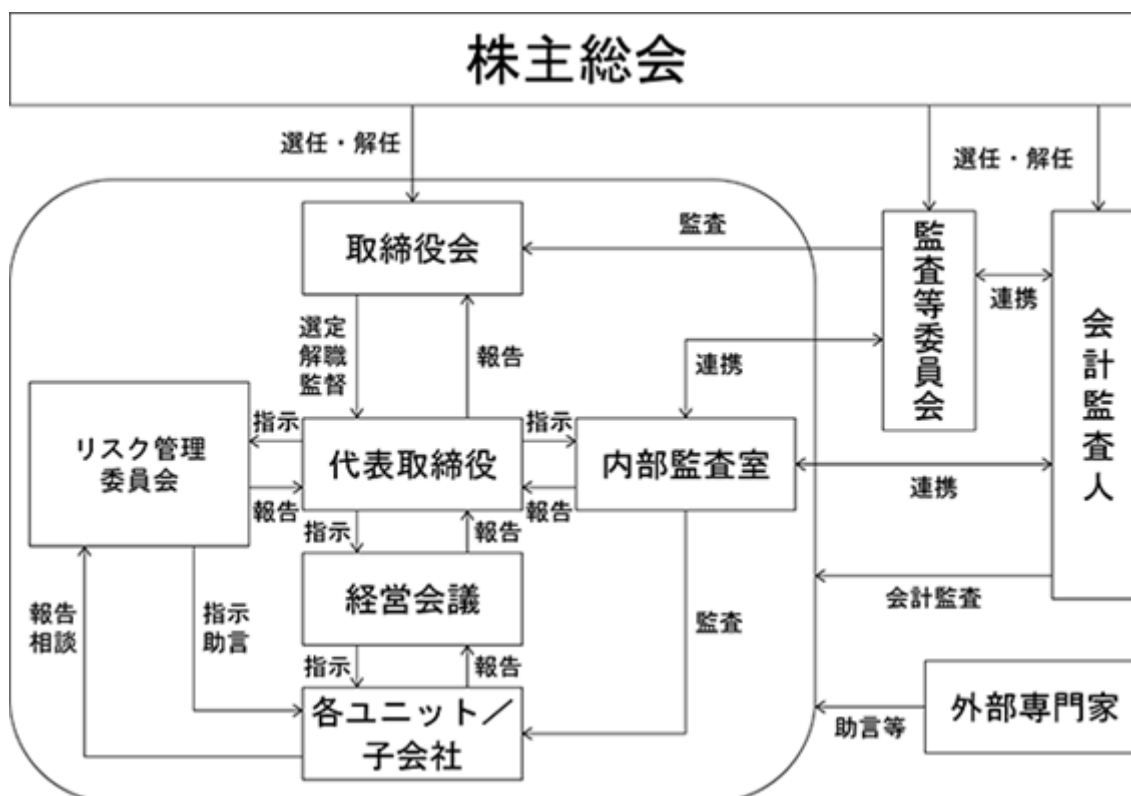 株主総会
選任・解任
選任・解任
取締役会
監査
監査等委員会
連携
会計監査人
選定
解職
監督
報告
連携
リスク管理
委員会
指示
報告
代表取締役
指示
報告
内部監査室
連携
指示
報告
経営会議
会計監査
報告
相談
指示
助言
監査
指示
報告
各ユニット／
子会社
外部専門家
助言等